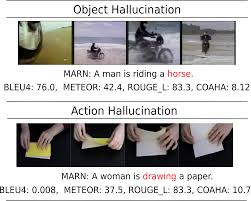 Object Hallucination
MARN: A man is riding a horse.
BLEU4: 76.0, METEOR: 42.4, ROUGE_L: 83.3, COAHA: 8.12
Action Hallucination
MARN: A woman is drawing a paper.
BLEU4: 0.008, METEOR: 37.5, ROUGE_L: 83.3, COAHA: 10.7